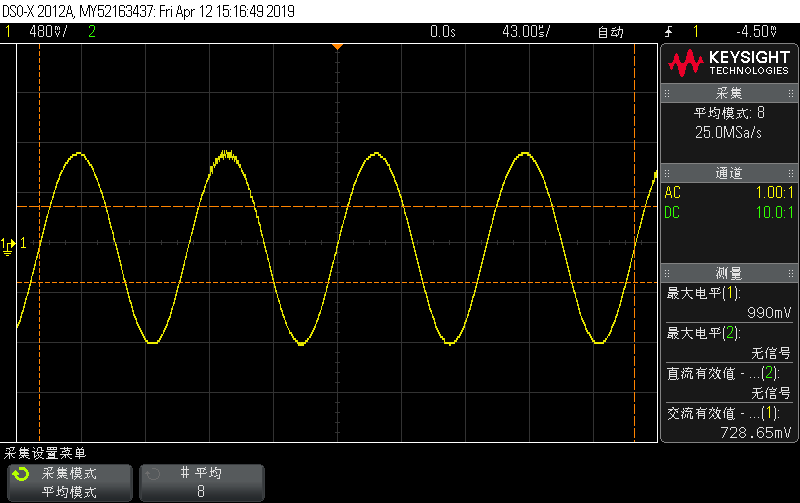 DSO-X 2012A, MY52163437: Fri Apr 12 15:16:49 2019
1 480mV/ 2 0.0s 43.00us/ 自动 1 -4.50V
KEYSIGHT
TECHNOLOGIES
采集
平均模式: 8
25.0MSa/s
通道
AC 1.00:1
DC 10.0:1
1 1
测量
最大电平(1):
990mV
最大电平(2):
无信号
直流有效值 - ...(2):
无信号
交流有效值 - ...(1):
728.65mV
采集设置菜单
采集模式
平均模式
# 平均
8